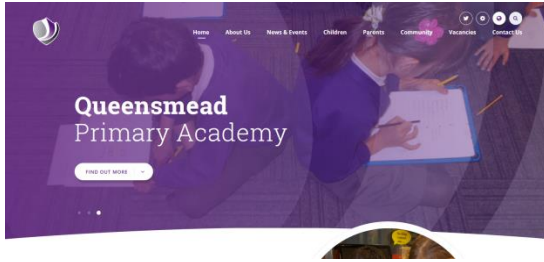 Home About Us News & Events Children Parents Community Vacancies Contact Us
Queensmead
Primary Academy
FIND OUT MORE